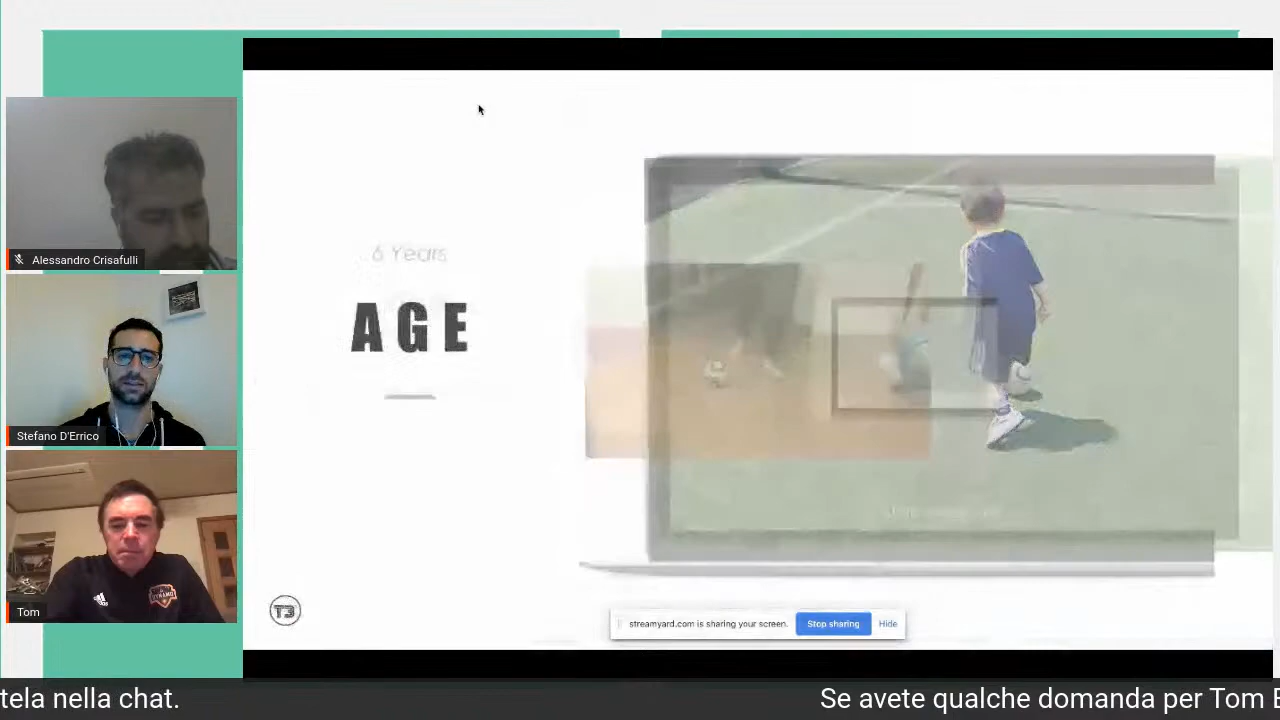 Alessandro Crisafulli
Stefano D'Errico
DYNAMO
Tom
6 Years
AGE
T3
streamyard.com is sharing your screen.
Stop sharing
Hide
tela nella chat.
Se avete qualche domanda per Tom